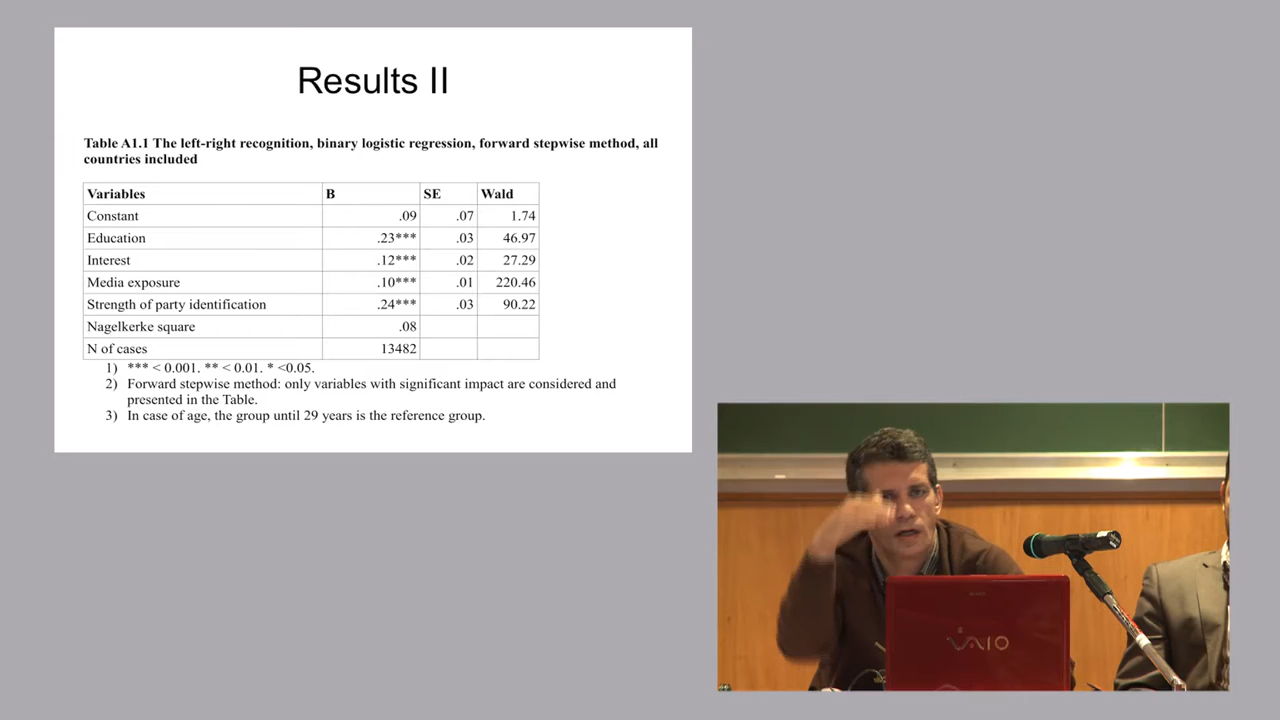 Results II
Table A1.1 The left-right recognition, binary logistic regression, forward stepwise method, all
countries included
Variables B SE Wald
Constant .09 .07 1.74
Education .23*** .03 46.97
Interest .12*** .02 27.29
Media exposure .10*** .01 220.46
Strength of party identification .24*** .03 90.22
Nagelkerke square .08
N of cases 13482
1) *** < 0.001. ** < 0.01. * <0.05.
2) Forward stepwise method: only variables with significant impact are considered and
presented in the Table.
3) In case of age, the group until 29 years is the reference group.
VAIO